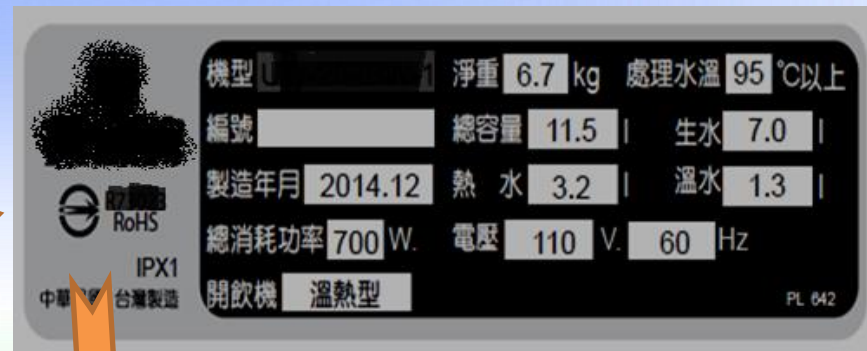 機型 淨重 6.7 kg 處理水溫 95 ℃以上
編號 總容量 11.5 l 生水 7.0 l
製造年月 2014.12 熱 水 3.2 l 溫水 1.3 l
總消耗功率 700 W. 電壓 110 V. 60 Hz
開飲機 溫熱型 PL 642
RoHS
IPX1
中華 台灣製造